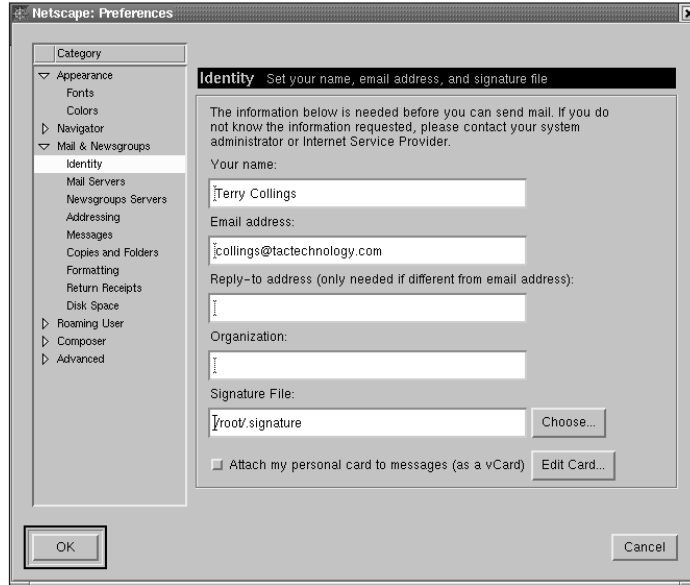 Netscape: Preferences
Category
Appearance
Fonts
Colors
Navigator
Mail & Newsgroups
Identity
Mail Servers
Newsgroups Servers
Addressing
Messages
Copies and Folders
Formatting
Return Receipts
Disk Space
Roaming User
Composer
Advanced
Identity Set your name, email address, and signature file
The information below is needed before you can send mail. If you do
not know the information requested, please contact your system
administrator or Internet Service Provider.
Your name:
Terry Collings
Email address:
collings@tactechnology.com
Reply-to address (only needed if different from email address):
Organization:
Signature File:
/root/.signature
Choose...
Attach my personal card to messages (as a vCard)
Edit Card...
OK
Cancel